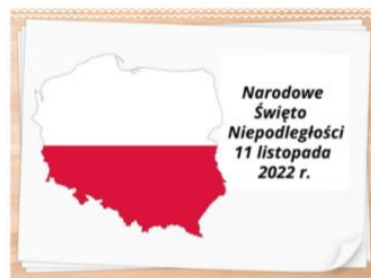 Narodowe
Święto
Niepodległości
11 listopada
2022 r.